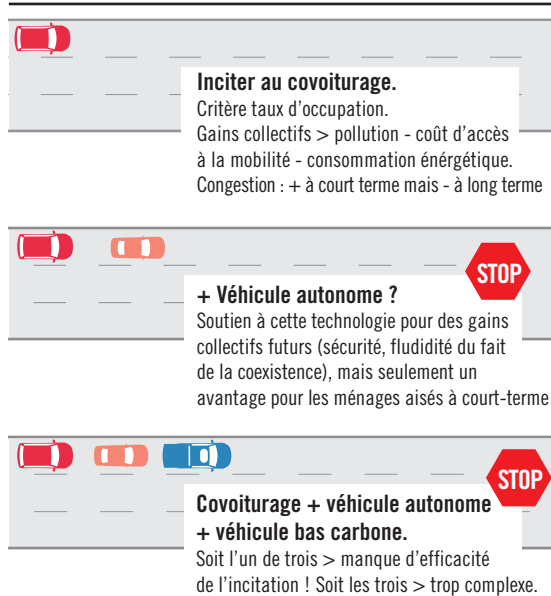 Inciter au covoiturage.
Critère taux d'occupation.
Gains collectifs > pollution - coût d'accès
à la mobilité - consommation énérgétique.
Congestion : + à court terme mais - à long terme
STOP
+ Véhicule autonome ?
Soutien à cette technologie pour des gains
collectifs futurs (sécurité, fludidité du fait
de la coexistence), mais seulement un
avantage pour les ménages aisés à court-terme
STOP
Covoiturage + véhicule autonome
+ véhicule bas carbone.
Soit l'un de trois > manque d'efficacité
de l'incitation ! Soit les trois > trop complexe.